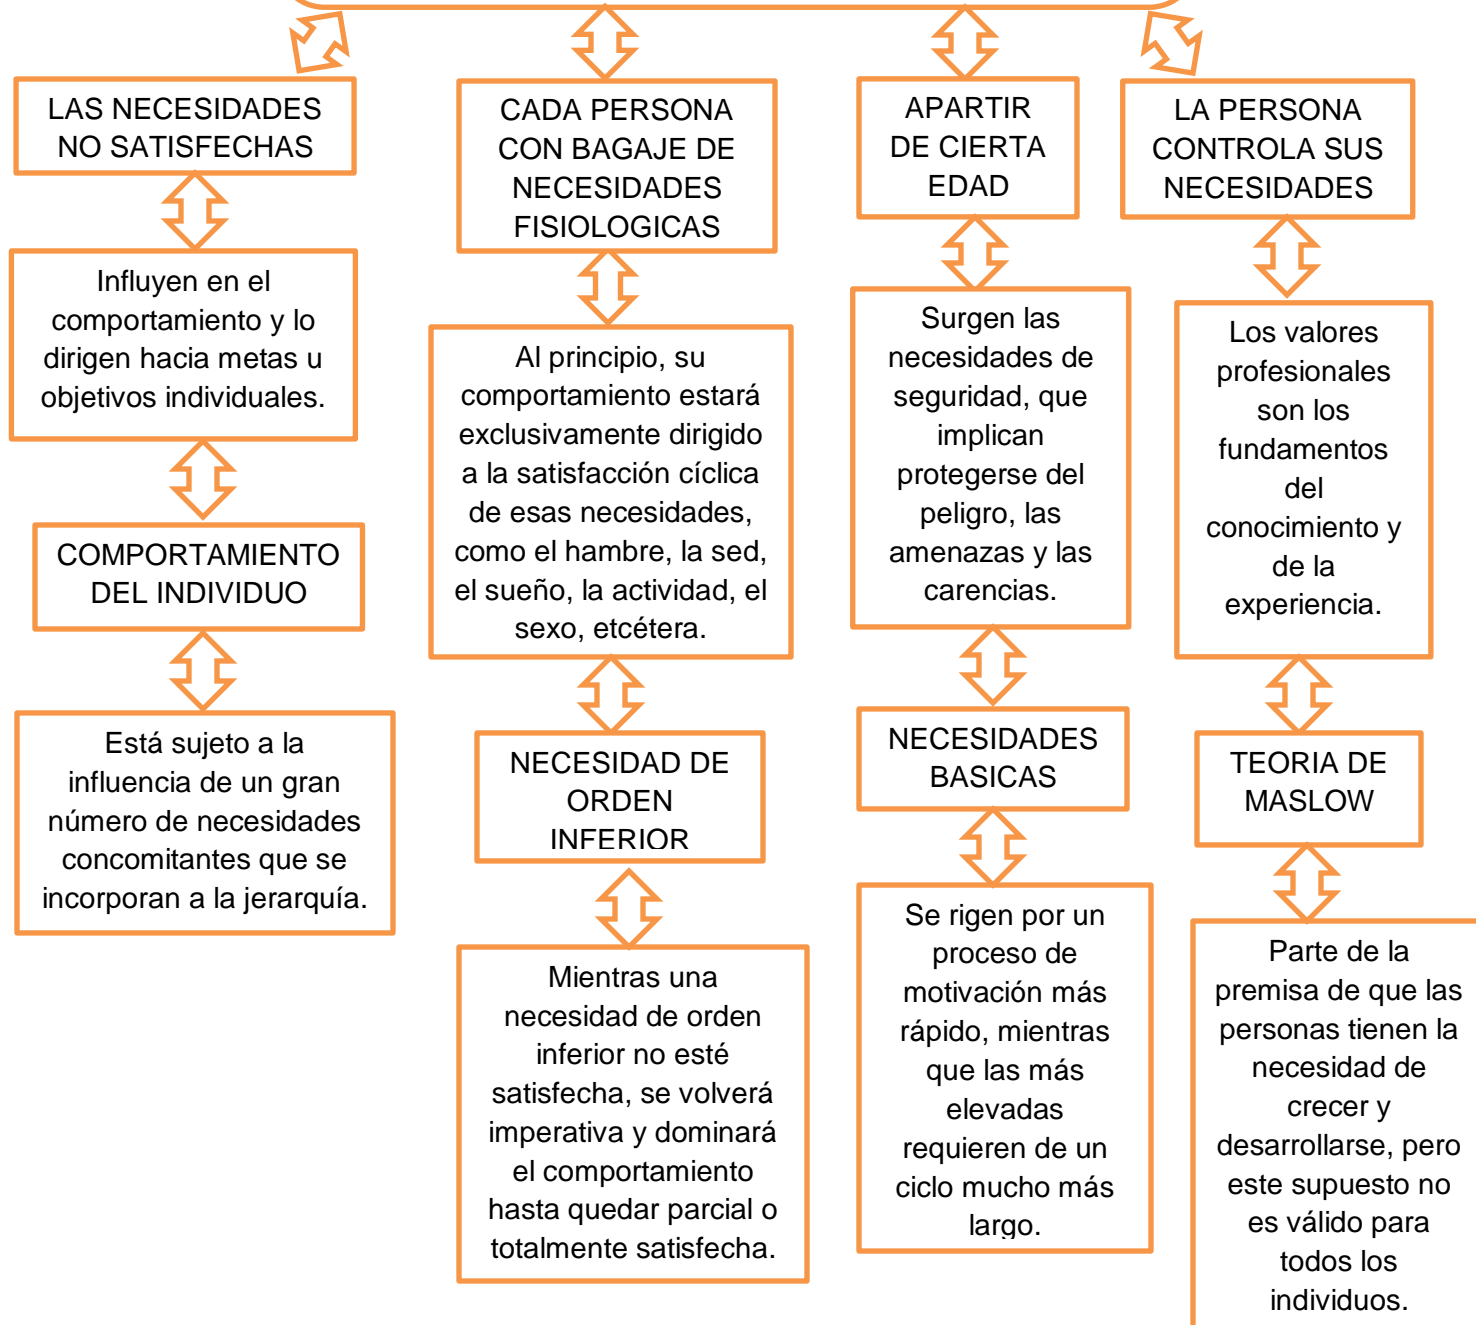 LAS NECESIDADES
NO SATISFECHAS
Influyen en el
comportamiento y lo
dirigen hacia metas u
objetivos individuales.
COMPORTAMIENTO
DEL INDIVIDUO
Está sujeto a la
influencia de un gran
número de necesidades
concomitantes que se
incorporan a la jerarquía.
CADA PERSONA
CON BAGAJE DE
NECESIDADES
FISIOLOGICAS
Al principio, su
comportamiento estará
exclusivamente dirigido
a la satisfacción cíclica
de esas necesidades,
como el hambre, la sed,
el sueño, la actividad, el
sexo, etcétera.
NECESIDAD DE
ORDEN
INFERIOR
Mientras una
necesidad de orden
inferior no esté
satisfecha, se volverá
imperativa y dominará
el comportamiento
hasta quedar parcial o
totalmente satisfecha.
APARTIR
DE CIERTA
EDAD
Surgen las
necesidades de
seguridad, que
implican
protegerse del
peligro, las
amenazas y las
carencias.
NECESIDADES
BASICAS
Se rigen por un
proceso de
motivación más
rápido, mientras
que las más
elevadas
requieren de un
ciclo mucho más
largo.
LA PERSONA
CONTROLA SUS
NECESIDADES
Los valores
profesionales
son los
fundamentos
del
conocimiento y
de la
experiencia.
TEORIA DE
MASLOW
Parte de la
premisa de que las
personas tienen la
necesidad de
crecer y
desarrollarse, pero
este supuesto no
es válido para
todos los
individuos.